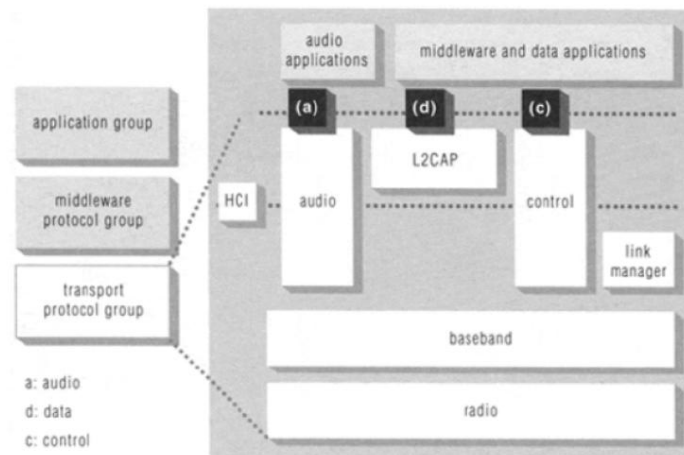 audio
applications
middleware and data applications
(a)
(d)
(c)
application group
L2CAP
middleware
protocol group
HCI
audio
control
link
manager
transport
protocol group
baseband
a: audio
d: data
c: control
radio